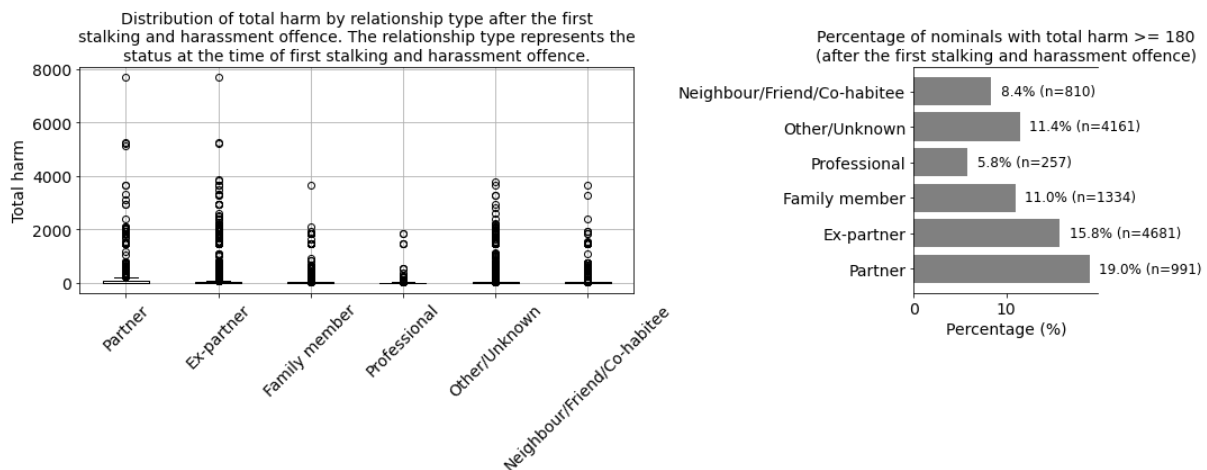 Distribution of total harm by relationship type after the first
stalking and harassment offence. The relationship type represents the
status at the time of first stalking and harassment offence.
8000
6000
4000
2000
0
Total harm
Partner
Ex-partner
Family member
Professional
Other/Unknown
Neighbour/Friend/Co-habitee
Percentage of nominals with total harm >= 180
(after the first stalking and harassment offence)
Neighbour/Friend/Co-habitee 8.4% (n=810)
Other/Unknown 11.4% (n=4161)
Professional 5.8% (n=257)
Family member 11.0% (n=1334)
Ex-partner 15.8% (n=4681)
Partner 19.0% (n=991)
0 10
Percentage (%)